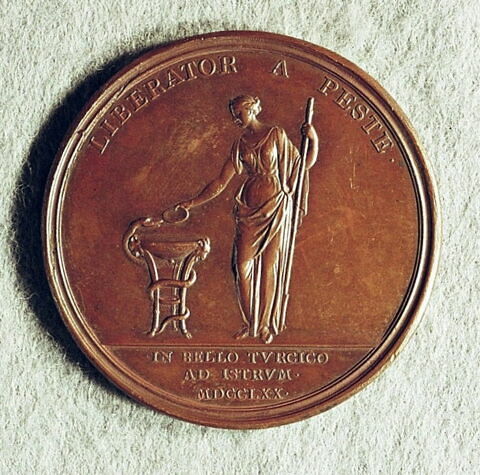 LIBERATOR A PESTE.
IN BELLO TVRCICO
AD ISTRVM.
MDCCLXX.